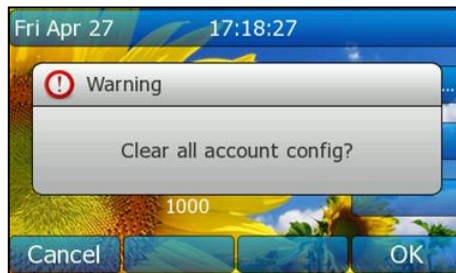 Fri Apr 27 17:18:27
Warning
...
Clear all account config?
1000
Cancel OK